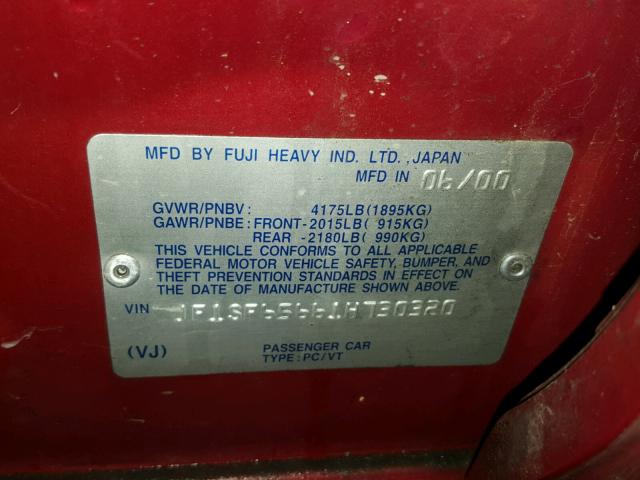 MFD BY FUJI HEAVY IND. LTD., JAPAN
MFD IN 06/00
GVWR/PNBV: 4175LB(1895KG)
GAWR/PNBE: FRONT-2015LB( 915KG)
REAR -2180LB( 990KG)
THIS VEHICLE CONFORMS TO ALL APPLICABLE
FEDERAL MOTOR VEHICLE SAFETY, BUMPER, AND
THEFT PREVENTION STANDARDS IN EFFECT ON
THE DATE OF MANUFACTURE SHOWN ABOVE.
VIN
(VJ) PASSENGER CAR
TYPE:PC/VT